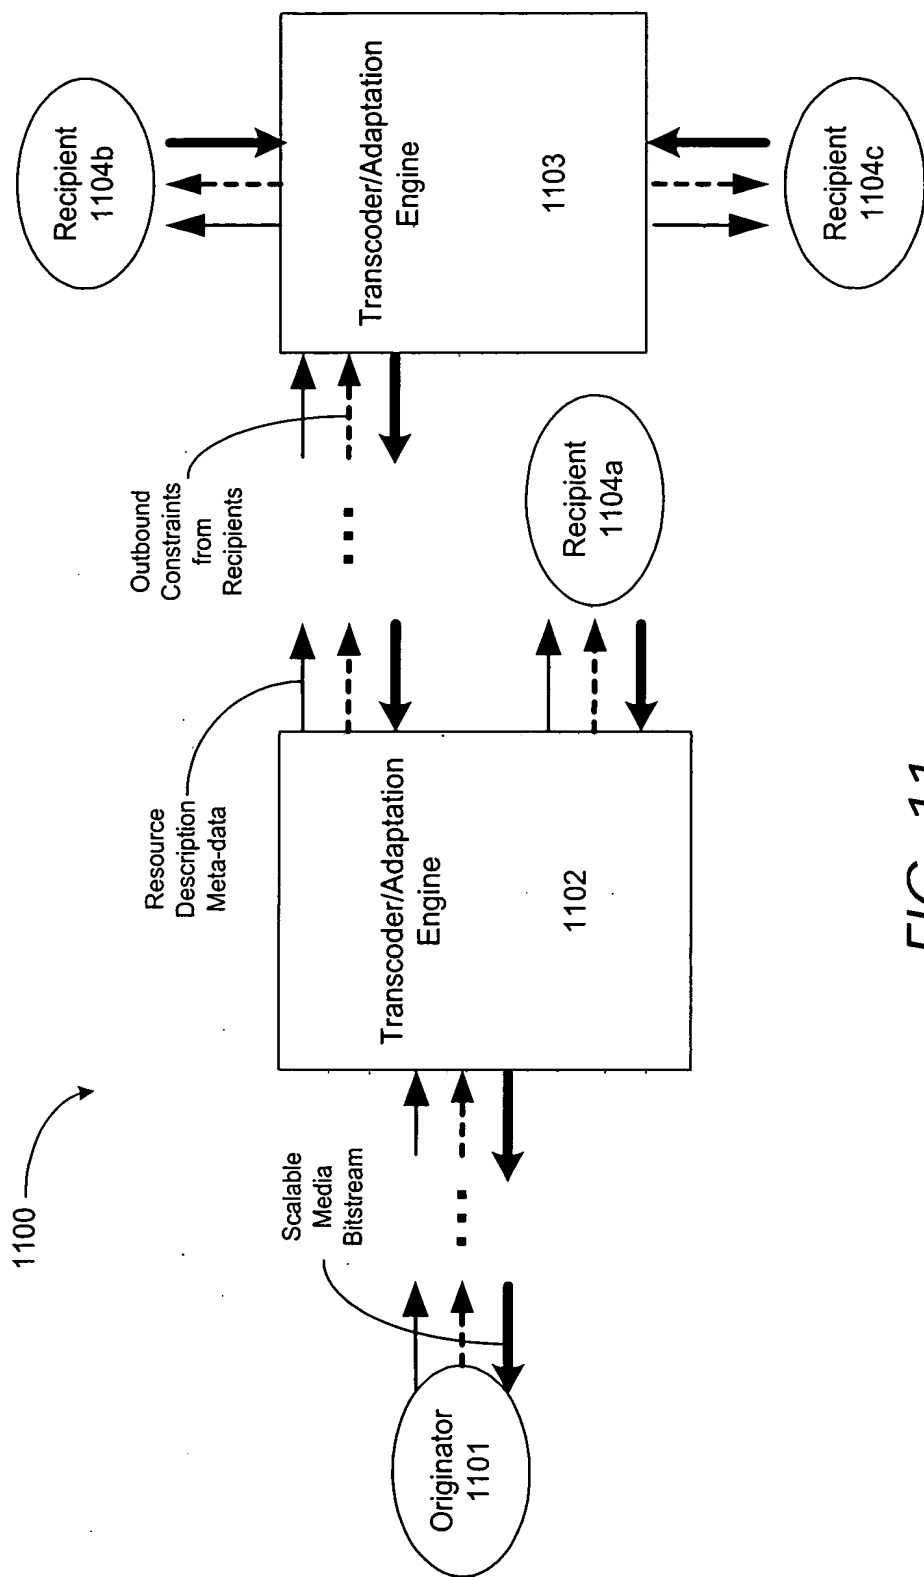 1100
Originator
1101
Scalable
Media
Bitstream
Transcoder/Adaptation
Engine
1102
Resource
Description
Meta-data
Outbound
Constraints
from
Recipients
Recipient
1104a
Transcoder/Adaptation
Engine
1103
Recipient
1104b
Recipient
1104c
FIG. 11